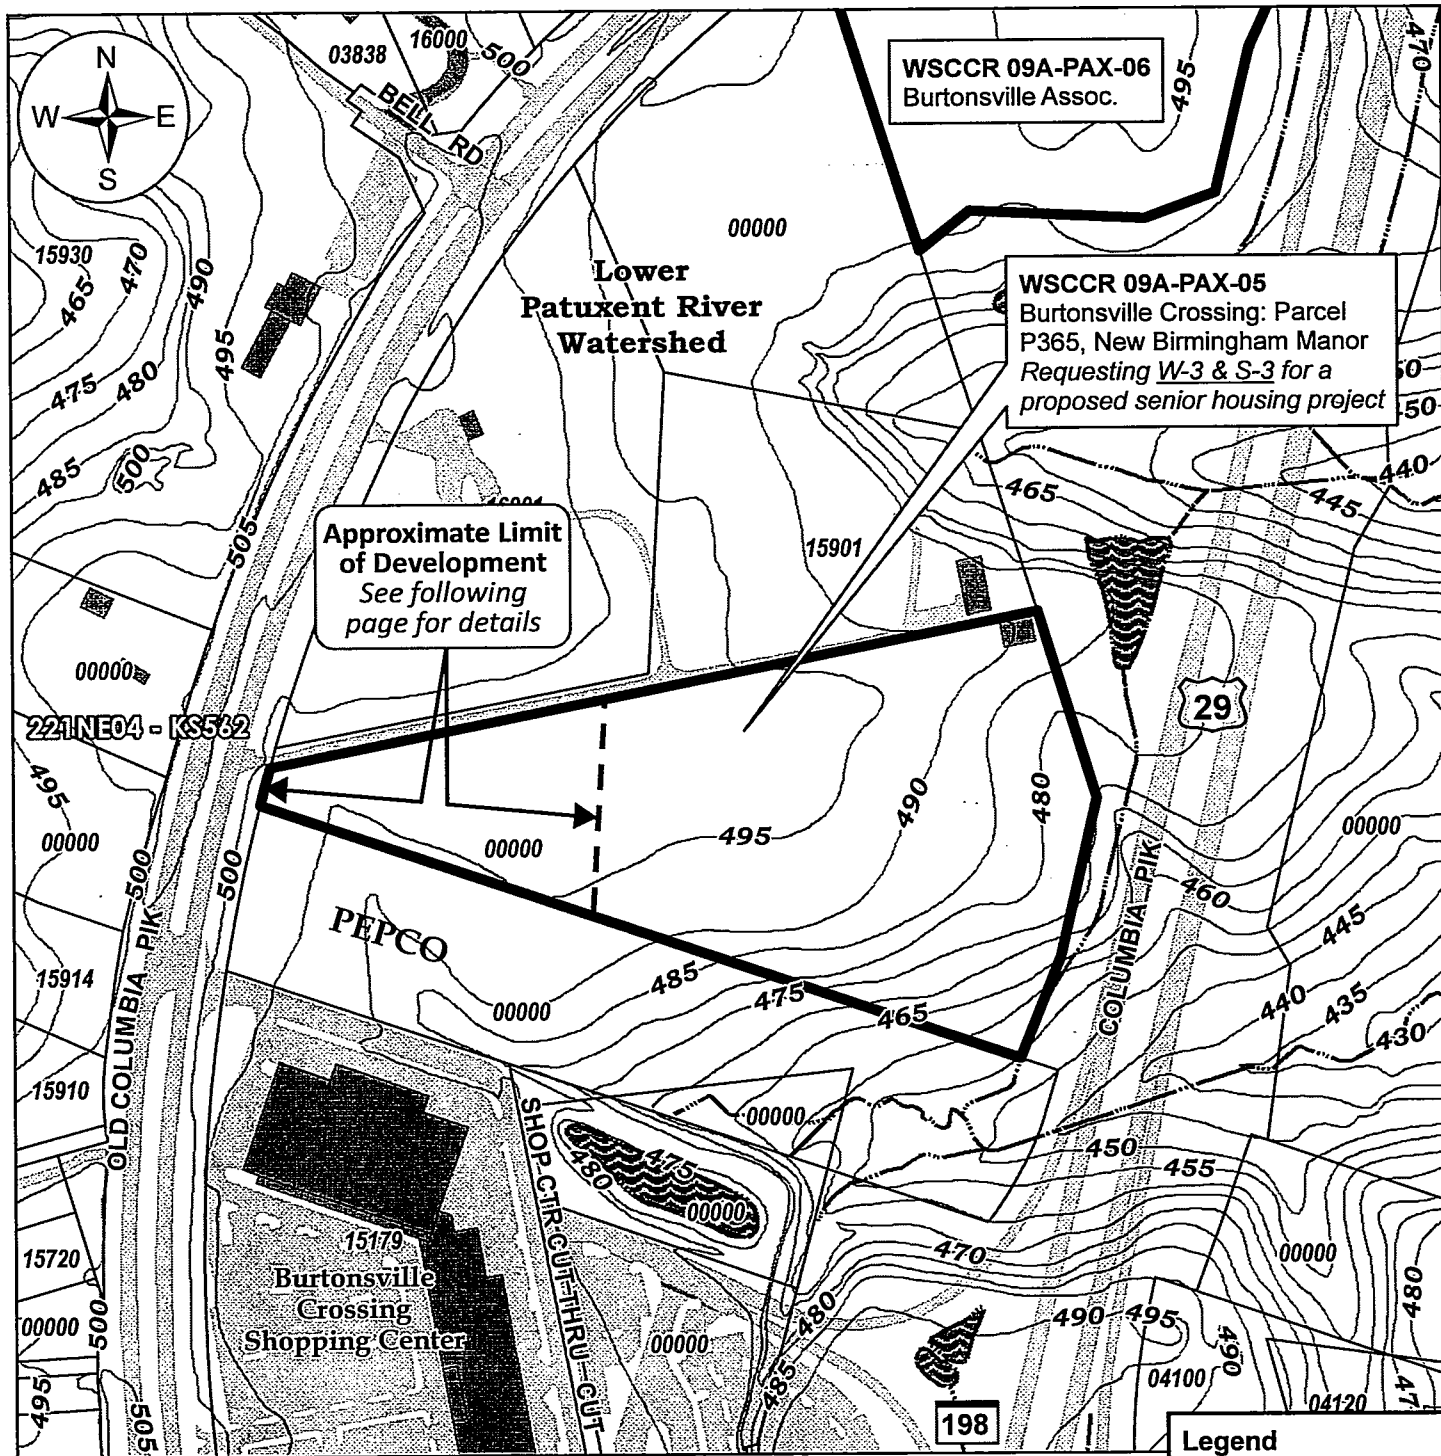 N
W E
S
03838
16000
500
BELL RD
WSCCR 09A-PAX-06
Burtonsville Assoc.
495
470
15930
465
470
490
495
00000
Lower
Patuxent River
Watershed
WSCCR 09A-PAX-05
Burtonsville Crossing: Parcel
P365, New Birmingham Manor
Requesting W-3 & S-3 for a
proposed senior housing project
475
480
485
500
505
465
440
445
Approximate Limit
of Development
See following
page for details
15901
00000
221NE04 - KS562
29
495
00000
500
500
00000
495
490
480
00000
COLUMBIA PIK
460
445
PEPCO
15914
485
475
465
00000
440
435
430
OLD COLUMBIA PIK
15910
SHOP CTR CUT-THRU-CUT
00000
475
480
00000
450
455
15720
15179
Burtonsville
Crossing
Shopping Center
470
00000
480
00000
500
480
490
495
490
00000
485
04100
04120
47
495
505
198
Legend